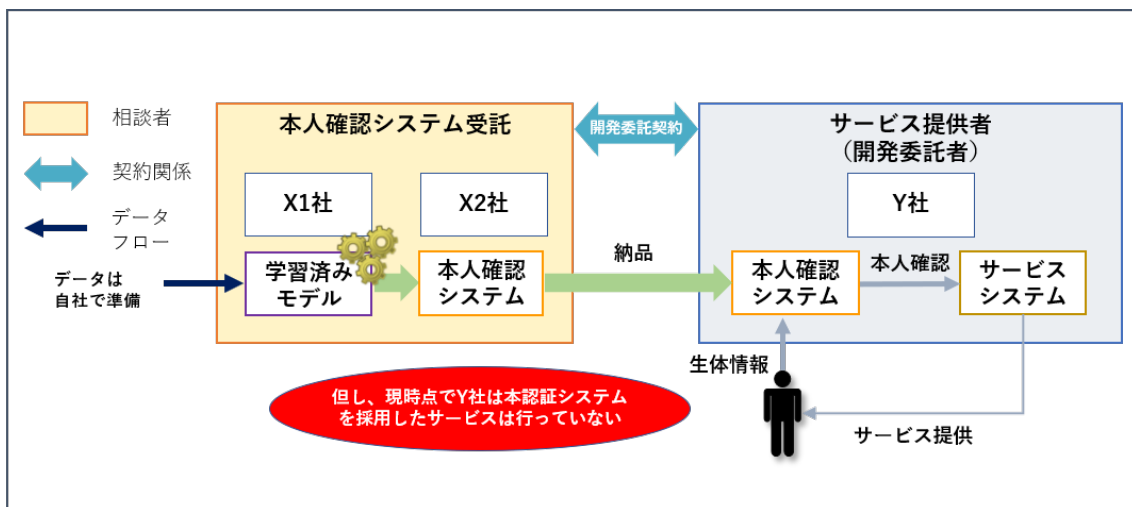 相談者
契約関係
データ
フロー
データは
自社で準備
本人確認システム受託
X1社
X2社
学習済み
モデル
本人確認
システム
開発委託契約
納品
サービス提供者
（開発委託者）
Y社
本人確認
システム
本人確認
サービス
システム
生体情報
サービス提供
但し、現時点でY社は本認証システム
を採用したサービスは行っていない